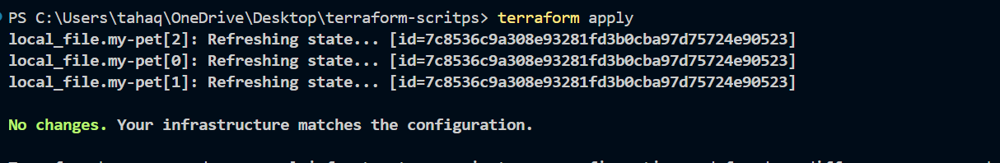 PS C:\Users\tahaq\OneDrive\Desktop\terraform-scritps> terraform apply
local_file.my-pet[2]: Refreshing state... [id=7c8536c9a308e93281fd3b0cba97d75724e90523]
local_file.my-pet[0]: Refreshing state... [id=7c8536c9a308e93281fd3b0cba97d75724e90523]
local_file.my-pet[1]: Refreshing state... [id=7c8536c9a308e93281fd3b0cba97d75724e90523]
No changes. Your infrastructure matches the configuration.